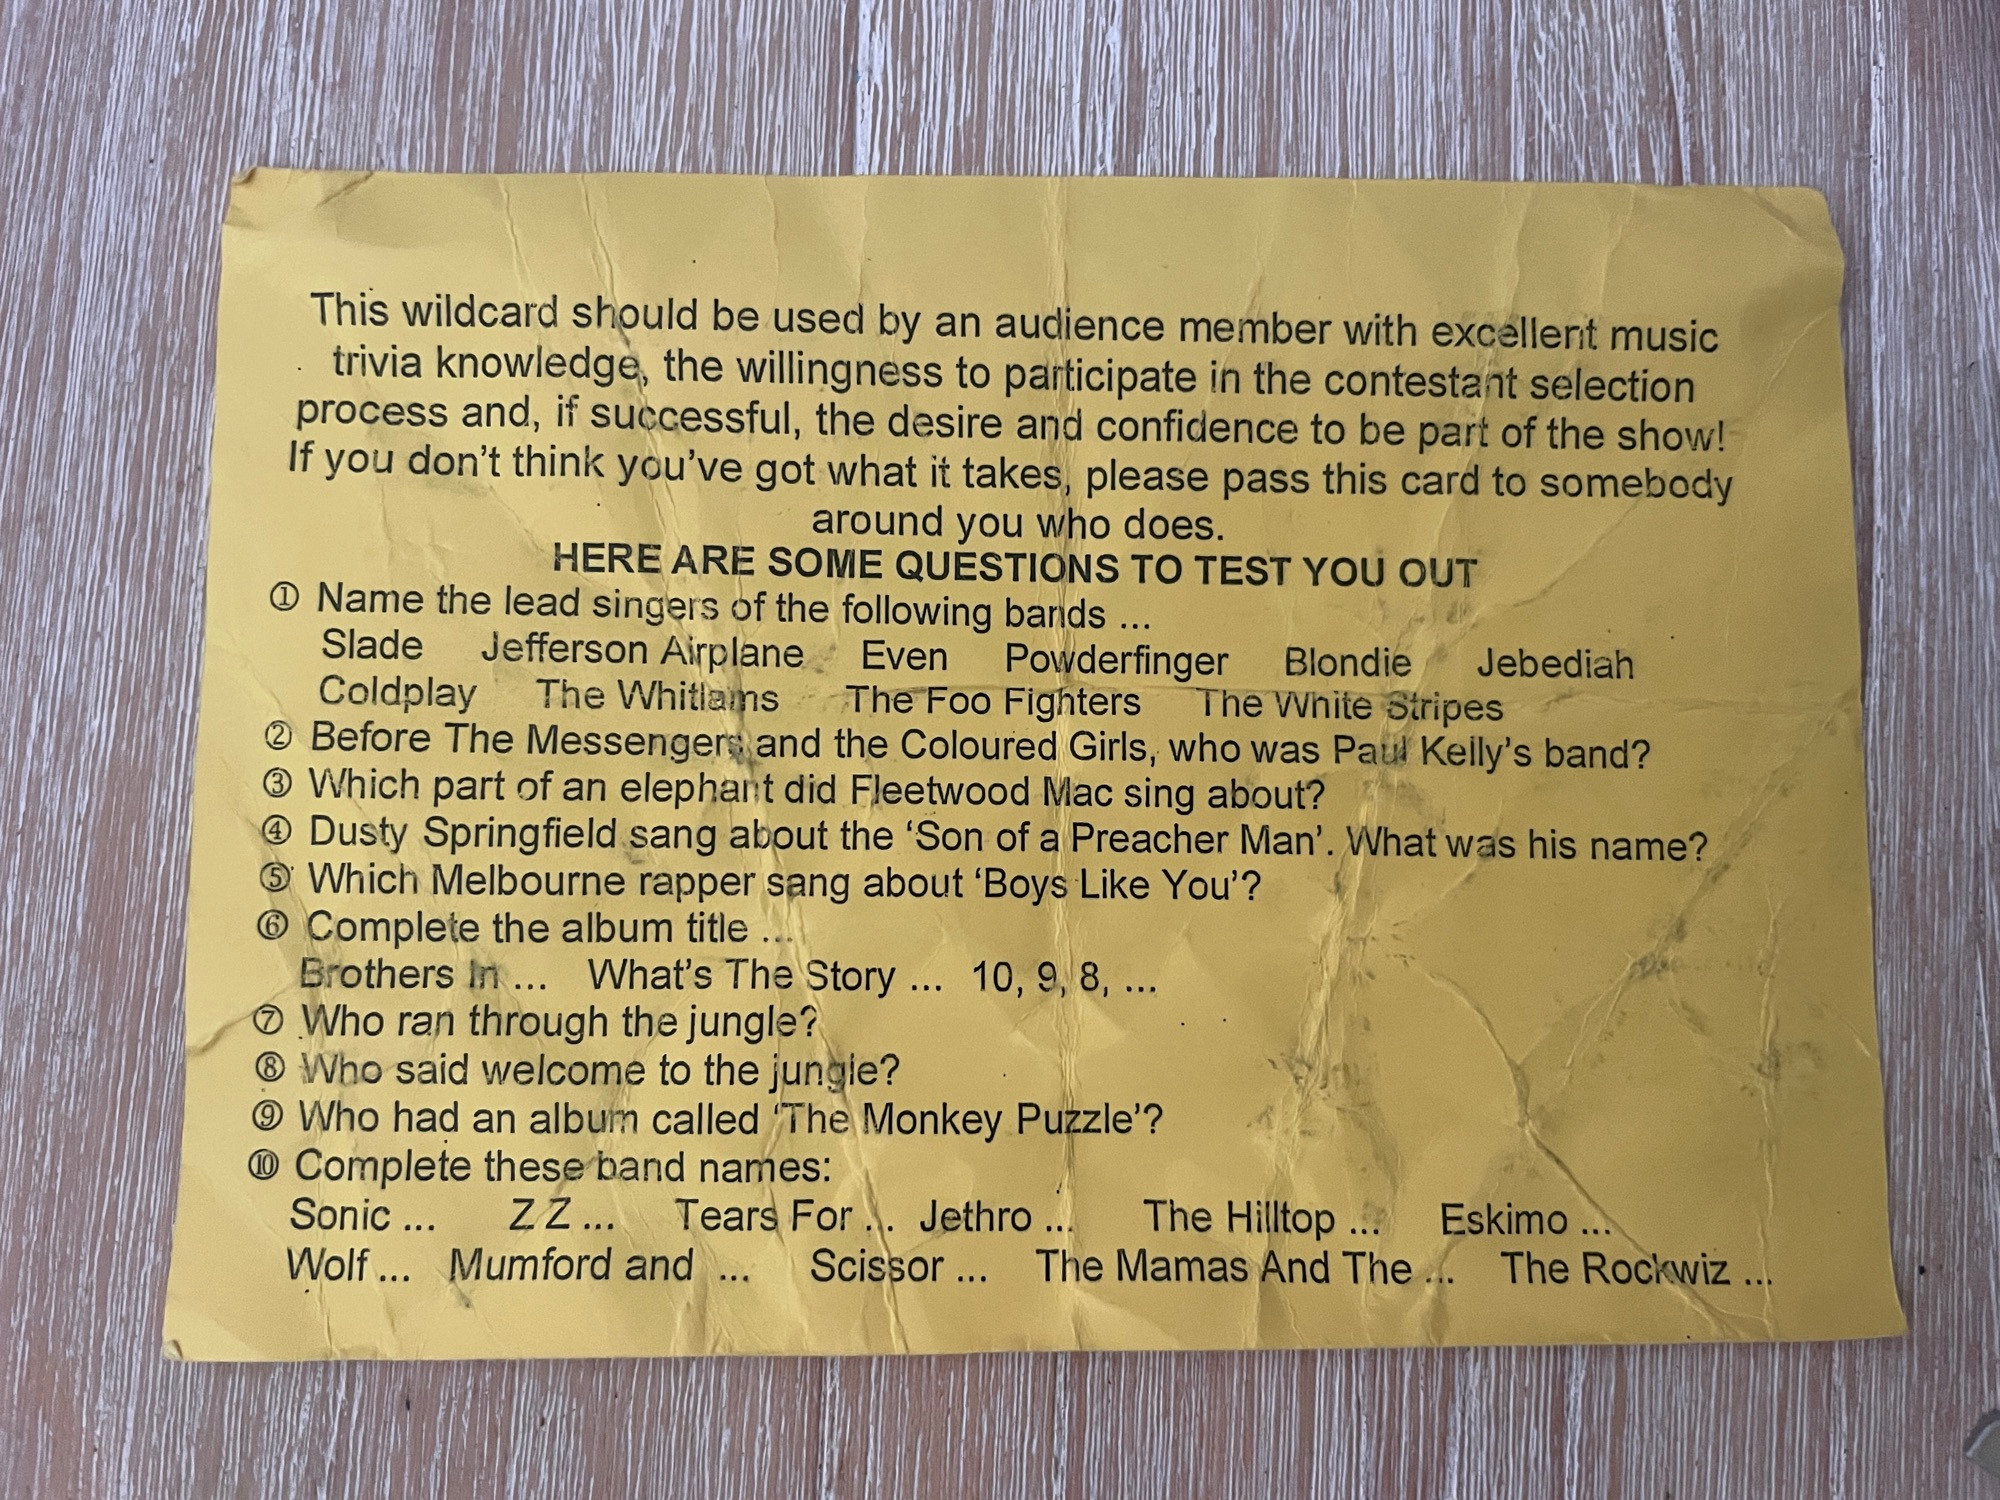 This wildcard should be used by an audience member with excellent music
trivia knowledge, the willingness to participate in the contestant selection
process and, if successful, the desire and confidence to be part of the show!
If you don't think you've got what it takes, please pass this card to somebody
around you who does.
HERE ARE SOME QUESTIONS TO TEST YOU OUT
① Name the lead singers of the following bands ...
Slade Jefferson Airplane Even Powderfinger Blondie Jebediah
Coldplay The Whitlams The Foo Fighters The White Stripes
② Before The Messengers and the Coloured Girls, who was Paul Kelly's band?
③ Which part of an elephant did Fleetwood Mac sing about?
④ Dusty Springfield sang about the 'Son of a Preacher Man'. What was his name?
⑤ Which Melbourne rapper sang about 'Boys Like You'?
⑥ Complete the album title ...
Brothers In ... What's The Story ... 10, 9, 8, ...
⑦ Who ran through the jungle?
⑧ Who said welcome to the jungle?
⑨ Who had an album called 'The Monkey Puzzle'?
⑩ Complete these band names:
Sonic ... Z Z ... Tears For ... Jethro ... The Hilltop ... Eskimo ...
Wolf ... Mumford and ... Scissor ... The Mamas And The ... The Rockwiz ...